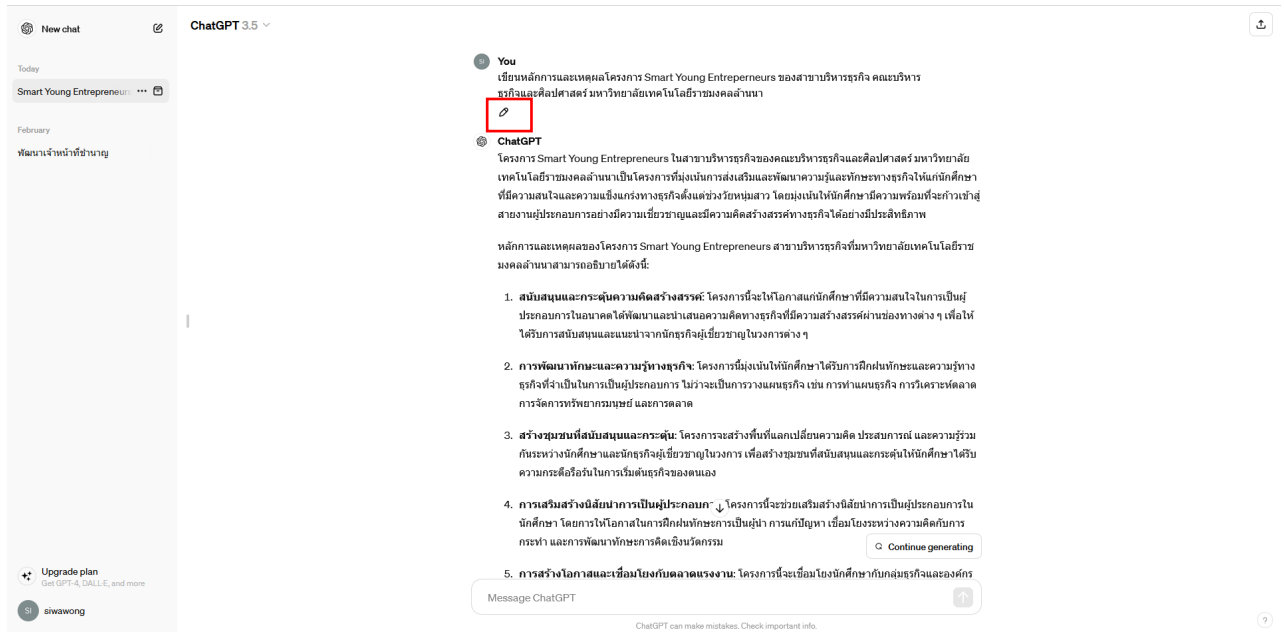 New chat
Today
Smart Young Entrepreneurs
February
พัฒนาเจ้าหน้าที่ชำนาญ
Upgrade plan
Get GPT-4, DALL·E, and more
SI
siwawong
ChatGPT 3.5
SI
You
เขียนหลักการและเหตุผลโครงการ Smart Young Entreperneurs ของสาขาบริหารธุรกิจ คณะบริหาร
ธุรกิจและศิลปศาสตร์ มหาวิทยาลัยเทคโนโลยีราชมงคลล้านนา
ChatGPT
โครงการ Smart Young Entrepreneurs ในสาขาบริหารธุรกิจของคณะบริหารธุรกิจและศิลปศาสตร์ มหาวิทยาลัย
เทคโนโลยีราชมงคลล้านนาเป็นโครงการที่มุ่งเน้นการส่งเสริมและพัฒนาความรู้และทักษะทางธุรกิจให้แก่นักศึกษา
ที่มีความสนใจและความแข็งแกร่งทางธุรกิจตั้งแต่ช่วงวัยหนุ่มสาว โดยมุ่งเน้นให้นักศึกษามีความพร้อมที่จะก้าวเข้าสู่
สายงานผู้ประกอบการอย่างมีความเชี่ยวชาญและมีความคิดสร้างสรรค์ทางธุรกิจได้อย่างมีประสิทธิภาพ
หลักการและเหตุผลของโครงการ Smart Young Entrepreneurs สาขาบริหารธุรกิจที่มหาวิทยาลัยเทคโนโลยีราช
มงคลล้านนาสามารถอธิบายได้ดังนี้:
1. สนับสนุนและกระตุ้นความคิดสร้างสรรค์: โครงการนี้จะให้โอกาสแก่นักศึกษาที่มีความสนใจในการเป็นผู้
ประกอบการในอนาคตได้พัฒนาและนำเสนอความคิดทางธุรกิจที่มีความสร้างสรรค์ผ่านช่องทางต่าง ๆ เพื่อให้
ได้รับการสนับสนุนและแนะนำจากนักธุรกิจผู้เชี่ยวชาญในวงการต่าง ๆ
2. การพัฒนาทักษะและความรู้ทางธุรกิจ: โครงการนี้มุ่งเน้นให้นักศึกษาได้รับการฝึกฝนทักษะและความรู้ทาง
ธุรกิจที่จำเป็นในการเป็นผู้ประกอบการ ไม่ว่าจะเป็นการวางแผนธุรกิจ เช่น การทำแผนธุรกิจ การวิเคราะห์ตลาด
การจัดการทรัพยากรมนุษย์ และการตลาด
3. สร้างชุมชนที่สนับสนุนและกระตุ้น: โครงการจะสร้างพื้นที่แลกเปลี่ยนความคิด ประสบการณ์ และความรู้ร่วม
กันระหว่างนักศึกษาและนักธุรกิจผู้เชี่ยวชาญในวงการ เพื่อสร้างชุมชนที่สนับสนุนและกระตุ้นให้นักศึกษาได้รับ
ความกระตือรือร้นในการเริ่มต้นธุรกิจของตนเอง
4. การเสริมสร้างนิสัยนำการเป็นผู้ประกอบก โครงการนี้จะช่วยเสริมสร้างนิสัยนำการเป็นผู้ประกอบการใน
นักศึกษา โดยการให้โอกาสในการฝึกฝนทักษะการเป็นผู้นำ การแก้ปัญหา เชื่อมโยงระหว่างความคิดกับการ
กระทำ และการพัฒนาทักษะการคิดเชิงนวัตกรรม
Continue generating
5. การสร้างโอกาสและเชื่อมโยงกับตลาดแรงงาน: โครงการนี้จะเชื่อมโยงนักศึกษากับกลุ่มธุรกิจและองค์กร
Message ChatGPT
ChatGPT can make mistakes. Check important info.
?